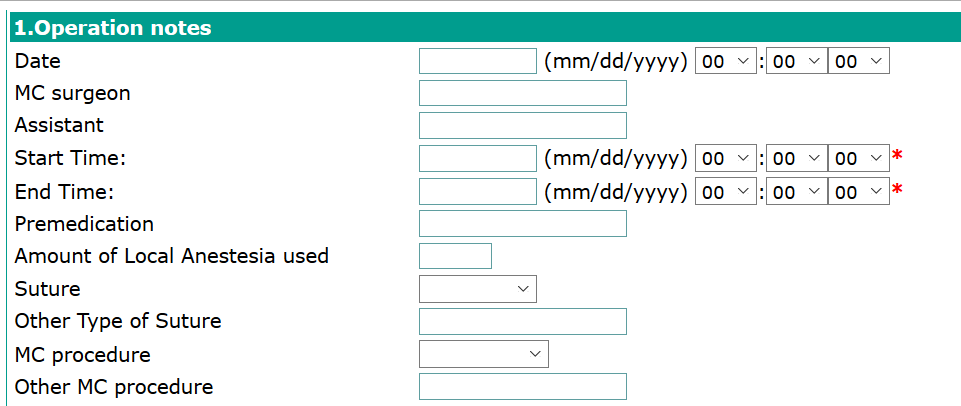 1.Operation notes
Date (mm/dd/yyyy) 00 : 00 00
MC surgeon
Assistant
Start Time: (mm/dd/yyyy) 00 : 00 00 *
End Time: (mm/dd/yyyy) 00 : 00 00 *
Premedication
Amount of Local Anestesia used
Suture
Other Type of Suture
MC procedure
Other MC procedure